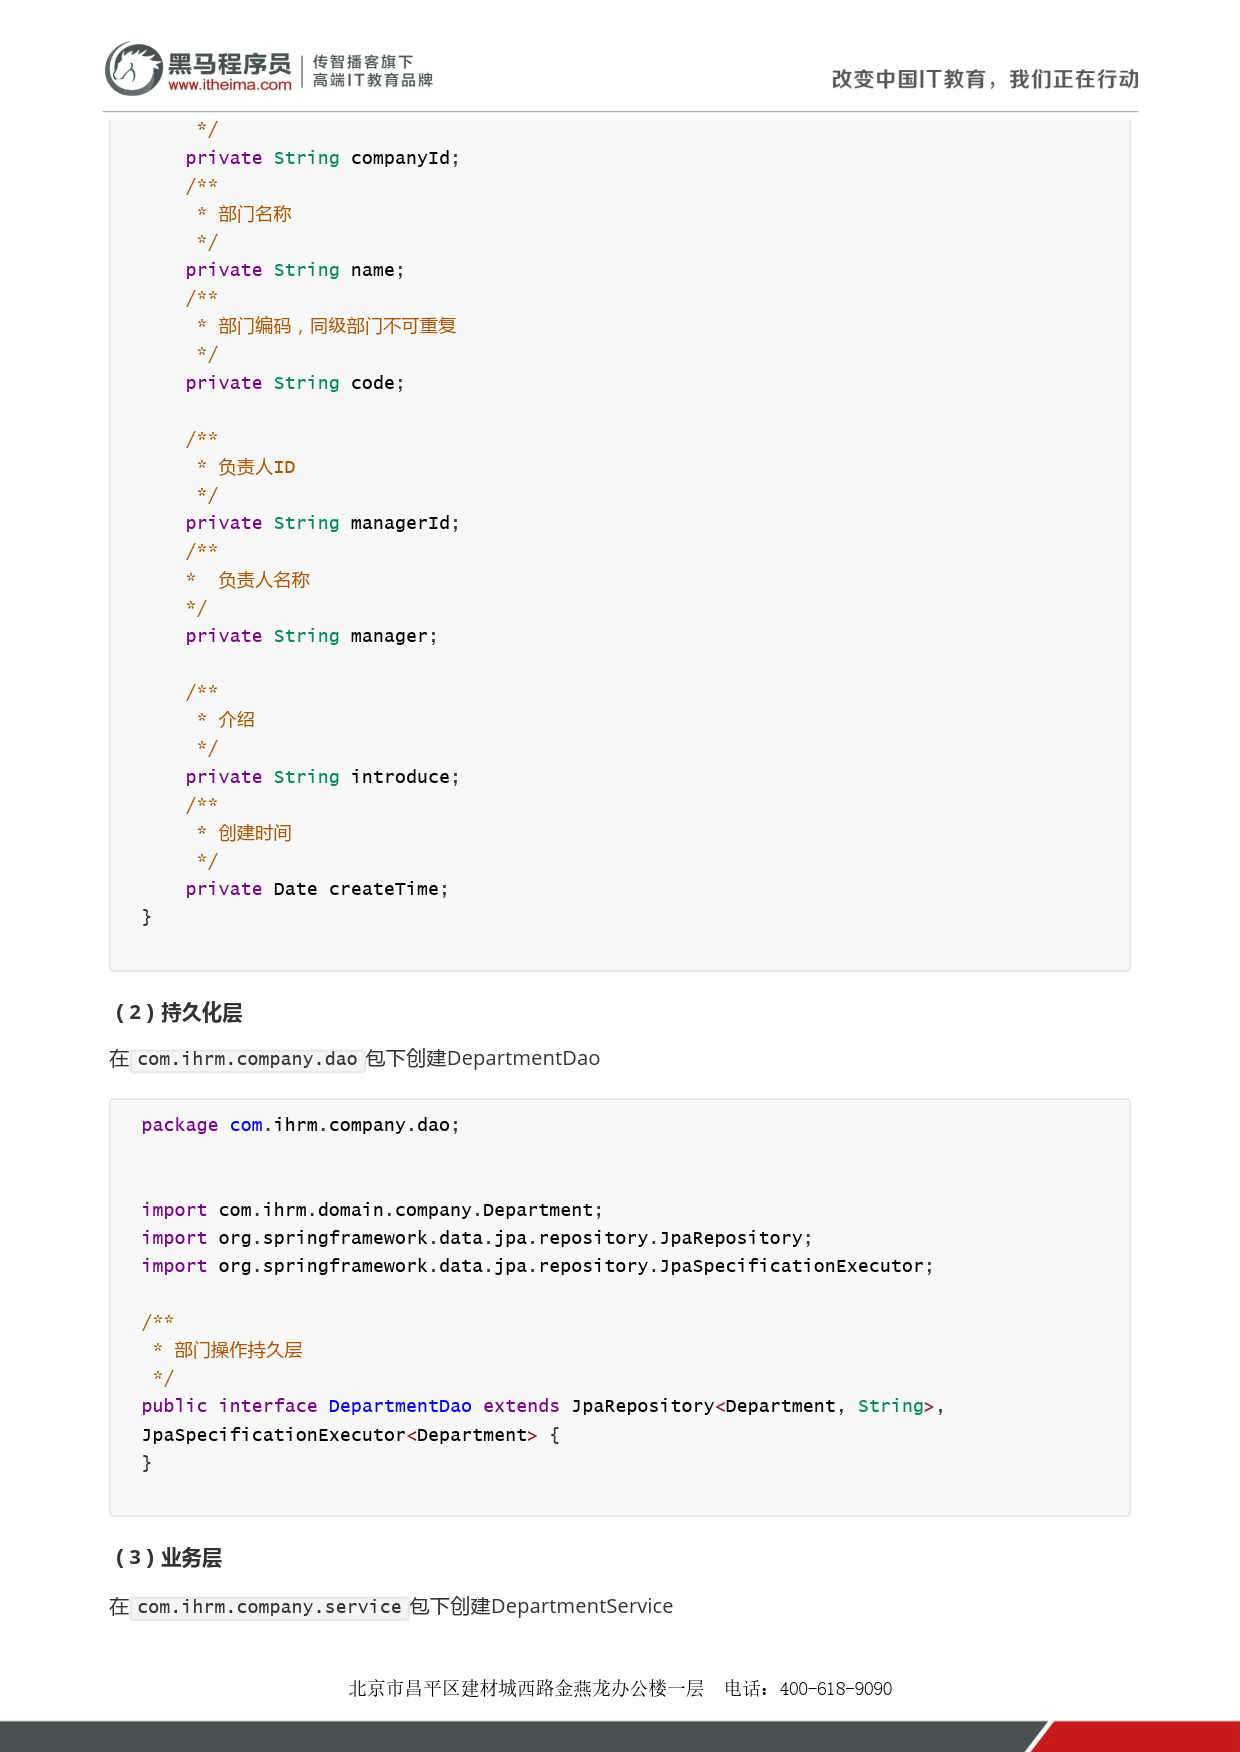 黑马程序员
www.itheima.com
传智播客旗下
高端IT教育品牌
改变中国IT教育，我们正在行动
     */
    private String companyId;
    /**
     * 部门名称
     */
    private String name;
    /**
     * 部门编码，同级部门不可重复
     */
    private String code;

    /**
     * 负责人ID
     */
    private String managerId;
    /**
    *  负责人名称
    */
    private String manager;

    /**
     * 介绍
     */
    private String introduce;
    /**
     * 创建时间
     */
    private Date createTime;
}
（2）持久化层
在 com.ihrm.company.dao 包下创建DepartmentDao
package com.ihrm.company.dao;

import com.ihrm.domain.company.Department;
import org.springframework.data.jpa.repository.JpaRepository;
import org.springframework.data.jpa.repository.JpaSpecificationExecutor;

/**
 * 部门操作持久层
 */
public interface DepartmentDao extends JpaRepository<Department, String>,
JpaSpecificationExecutor<Department> {
}
（3）业务层
在 com.ihrm.company.service 包下创建DepartmentService
北京市昌平区建材城西路金燕龙办公楼一层    电话：400-618-9090